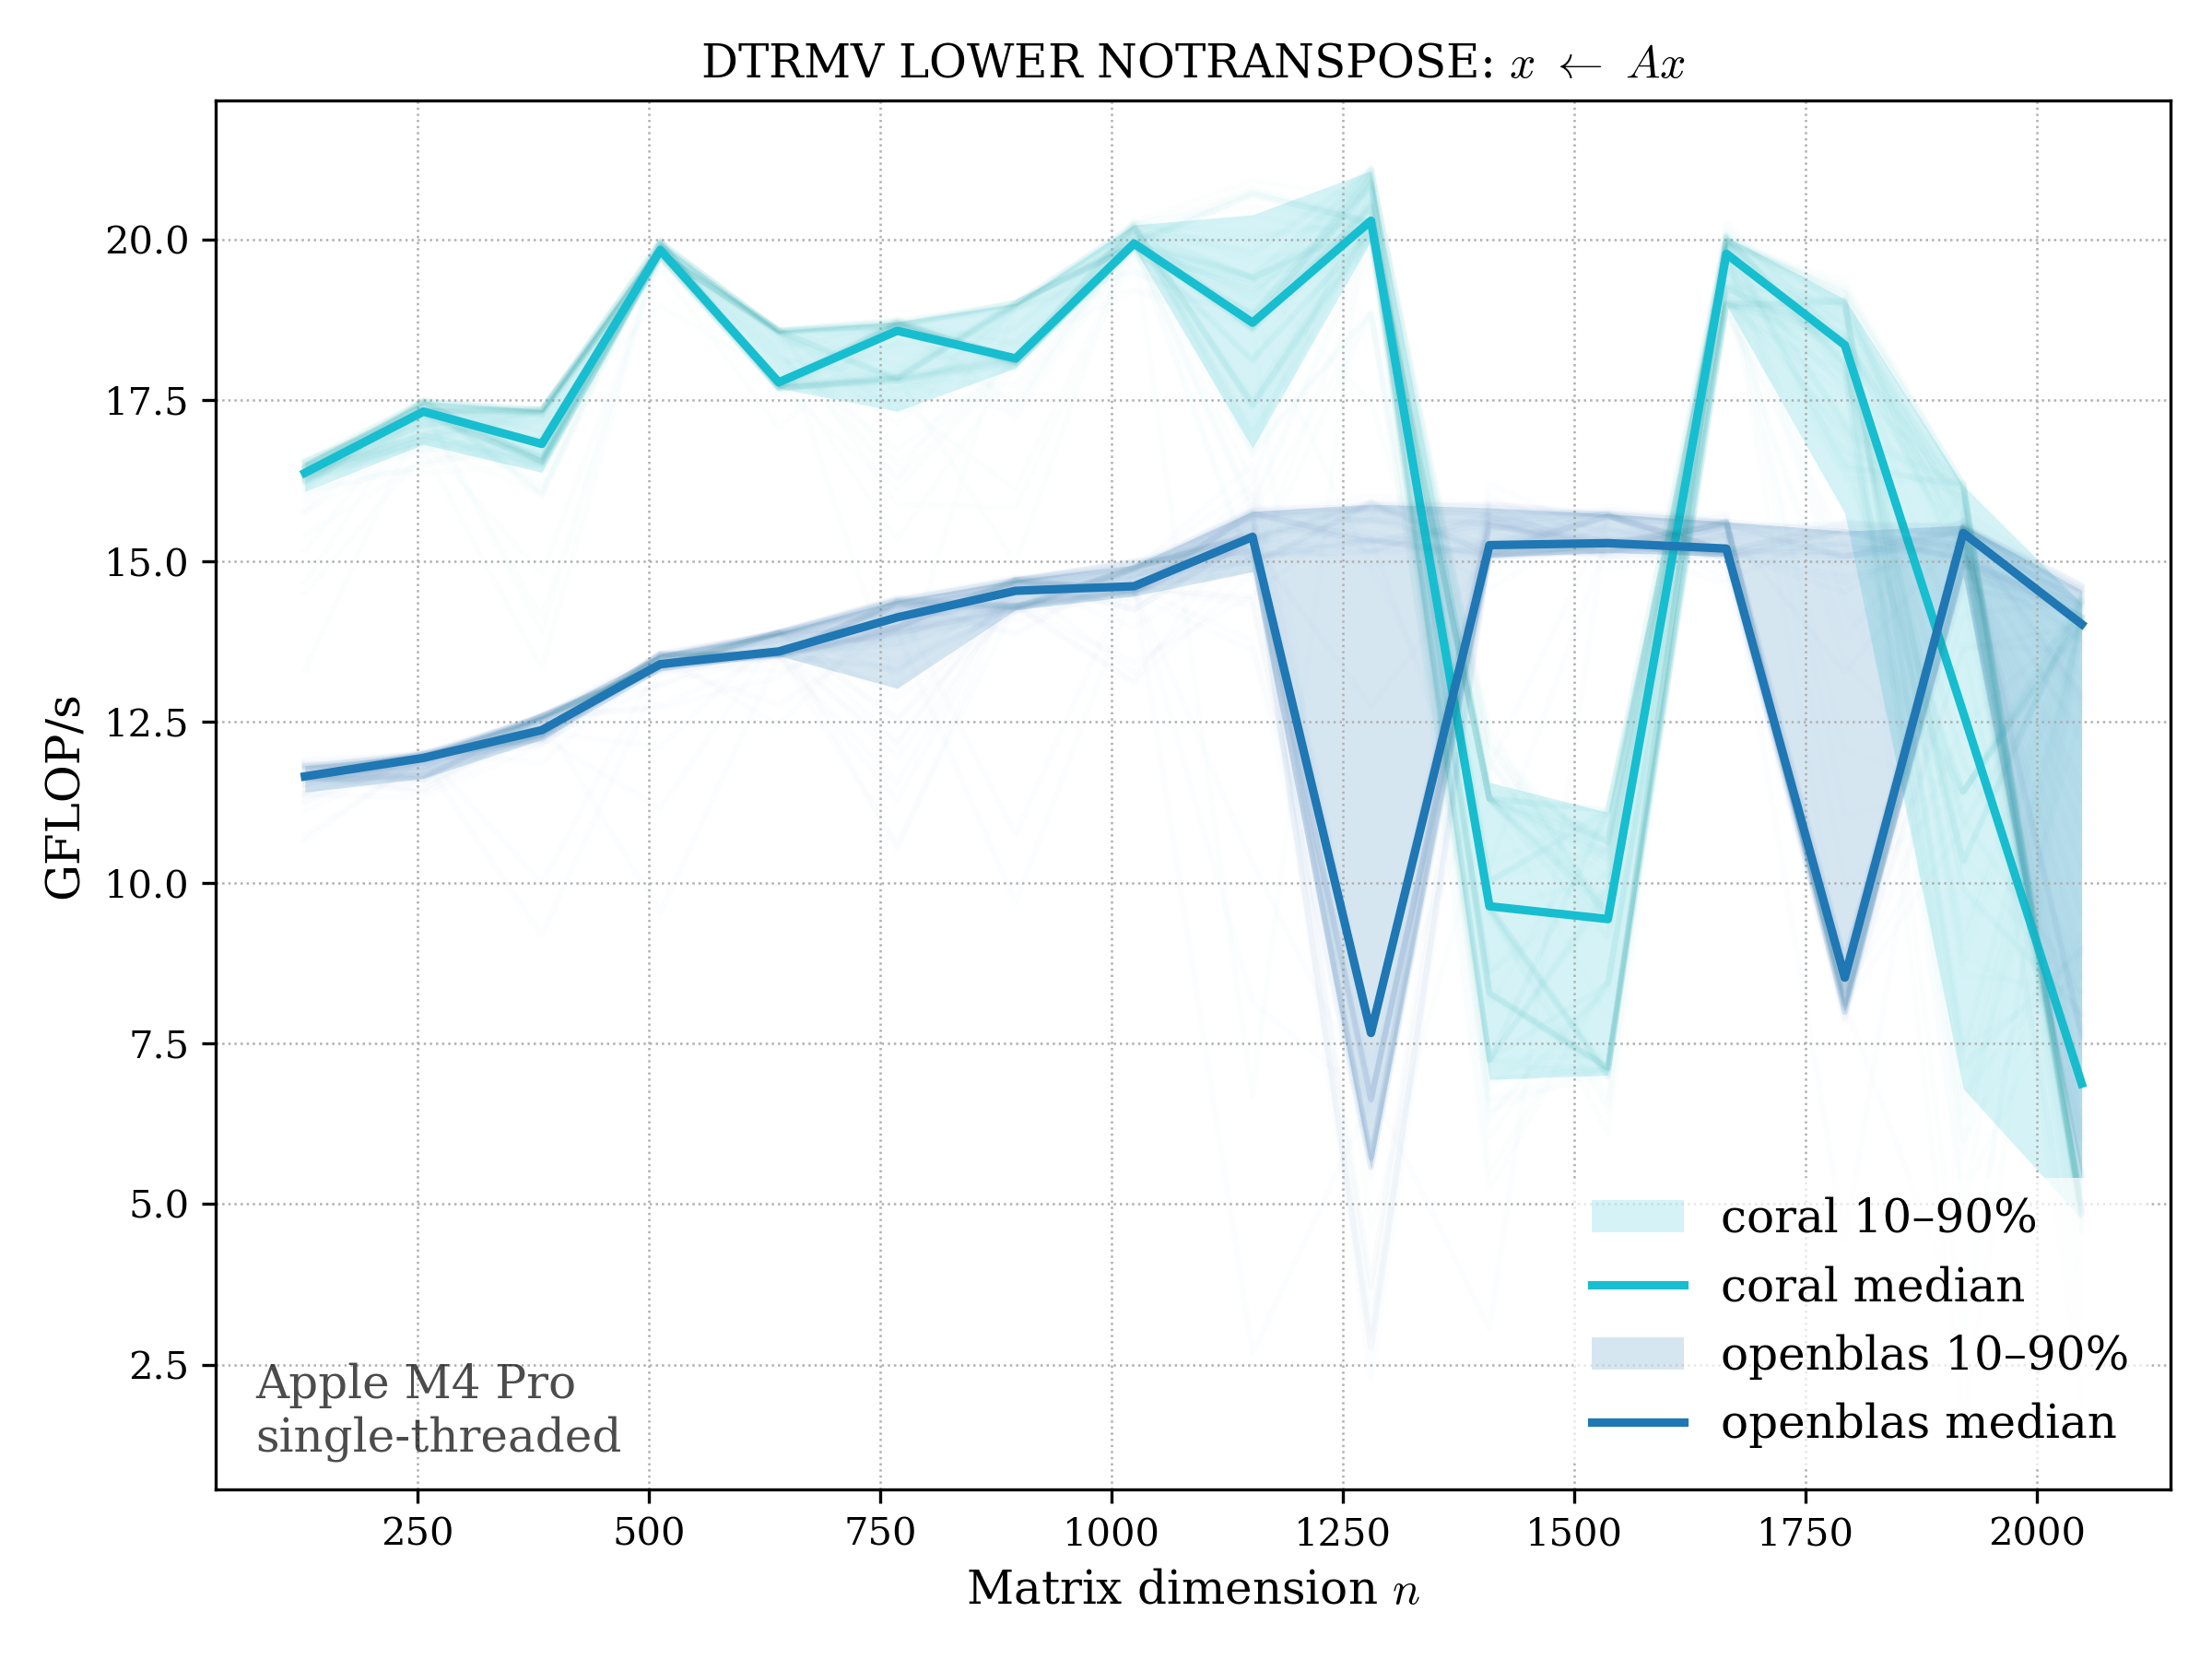 DTRMV LOWER NOTRANSPOSE: x ← Ax
GFLOP/s
20.0
17.5
15.0
12.5
10.0
7.5
5.0
2.5
coral 10–90%
coral median
openblas 10–90%
openblas median
Apple M4 Pro
single-threaded
250 500 750 1000 1250 1500 1750 2000
Matrix dimension n